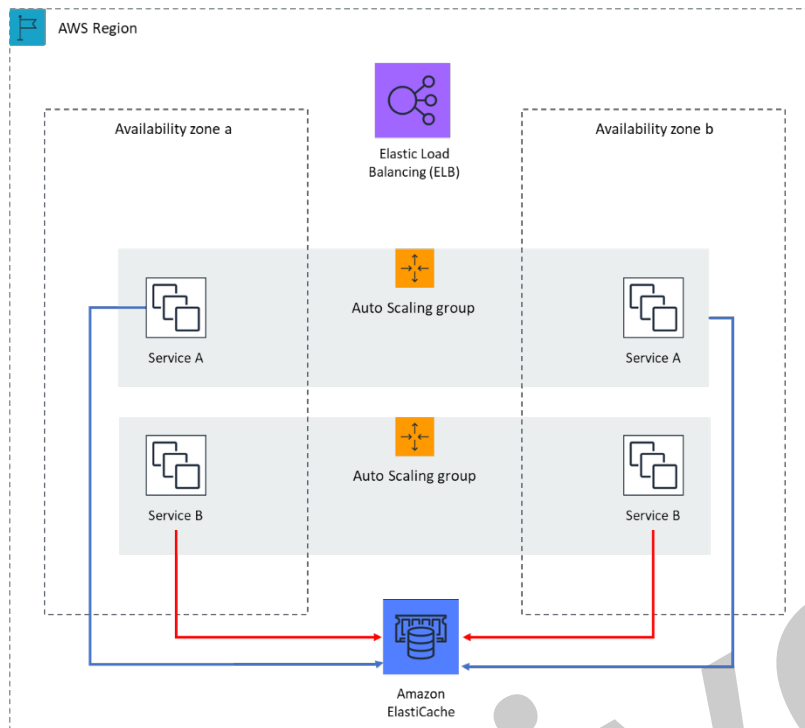 AWS Region
Availability zone a
Availability zone b
Elastic Load
Balancing (ELB)
Auto Scaling group
Service A
Service A
Auto Scaling group
Service B
Service B
Amazon
ElastiCache